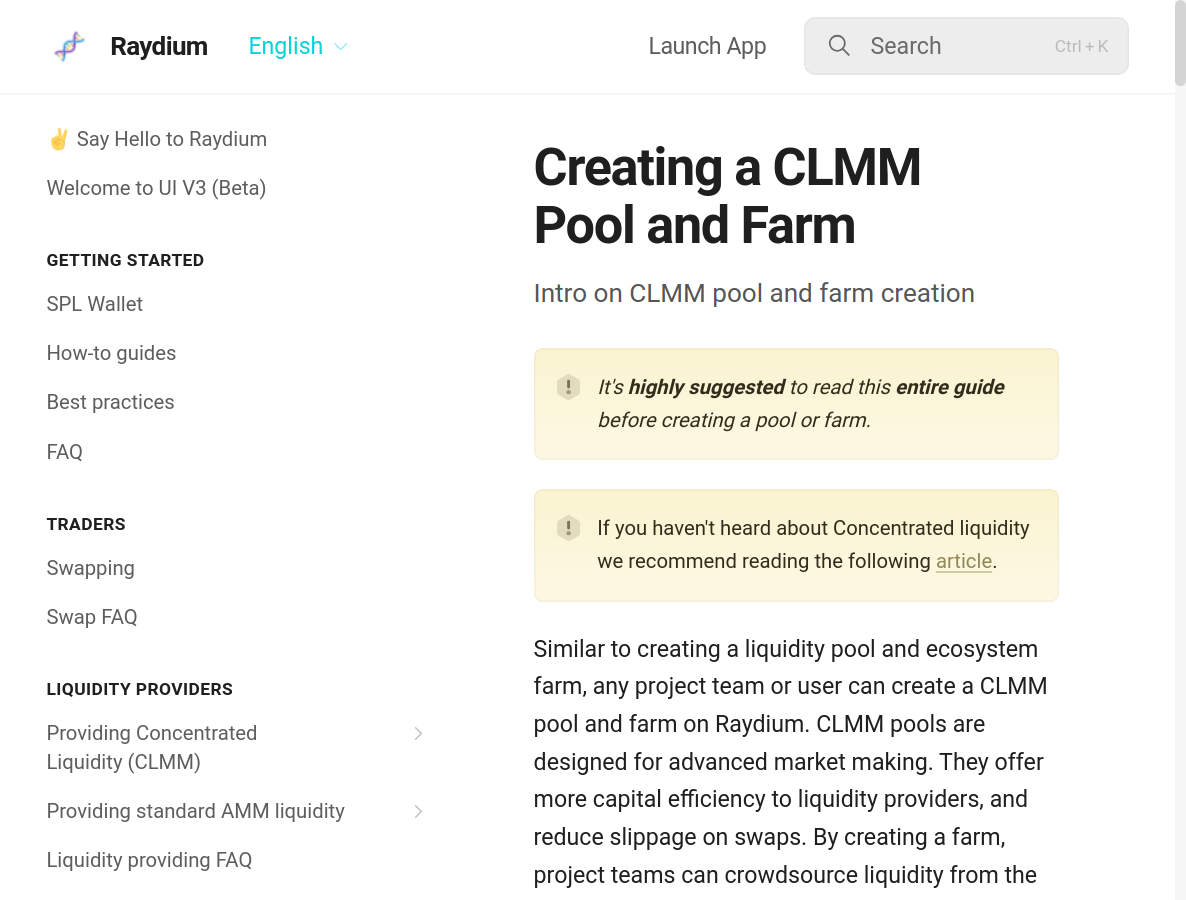 Raydium
English
Launch App
Search
Ctrl + K
✌️ Say Hello to Raydium
Welcome to UI V3 (Beta)
GETTING STARTED
SPL Wallet
How-to guides
Best practices
FAQ
TRADERS
Swapping
Swap FAQ
LIQUIDITY PROVIDERS
Providing Concentrated
Liquidity (CLMM)
Providing standard AMM liquidity
Liquidity providing FAQ
Creating a CLMM
Pool and Farm
Intro on CLMM pool and farm creation
It's highly suggested to read this entire guide
before creating a pool or farm.
If you haven't heard about Concentrated liquidity
we recommend reading the following article.
Similar to creating a liquidity pool and ecosystem
farm, any project team or user can create a CLMM
pool and farm on Raydium. CLMM pools are
designed for advanced market making. They offer
more capital efficiency to liquidity providers, and
reduce slippage on swaps. By creating a farm,
project teams can crowdsource liquidity from the